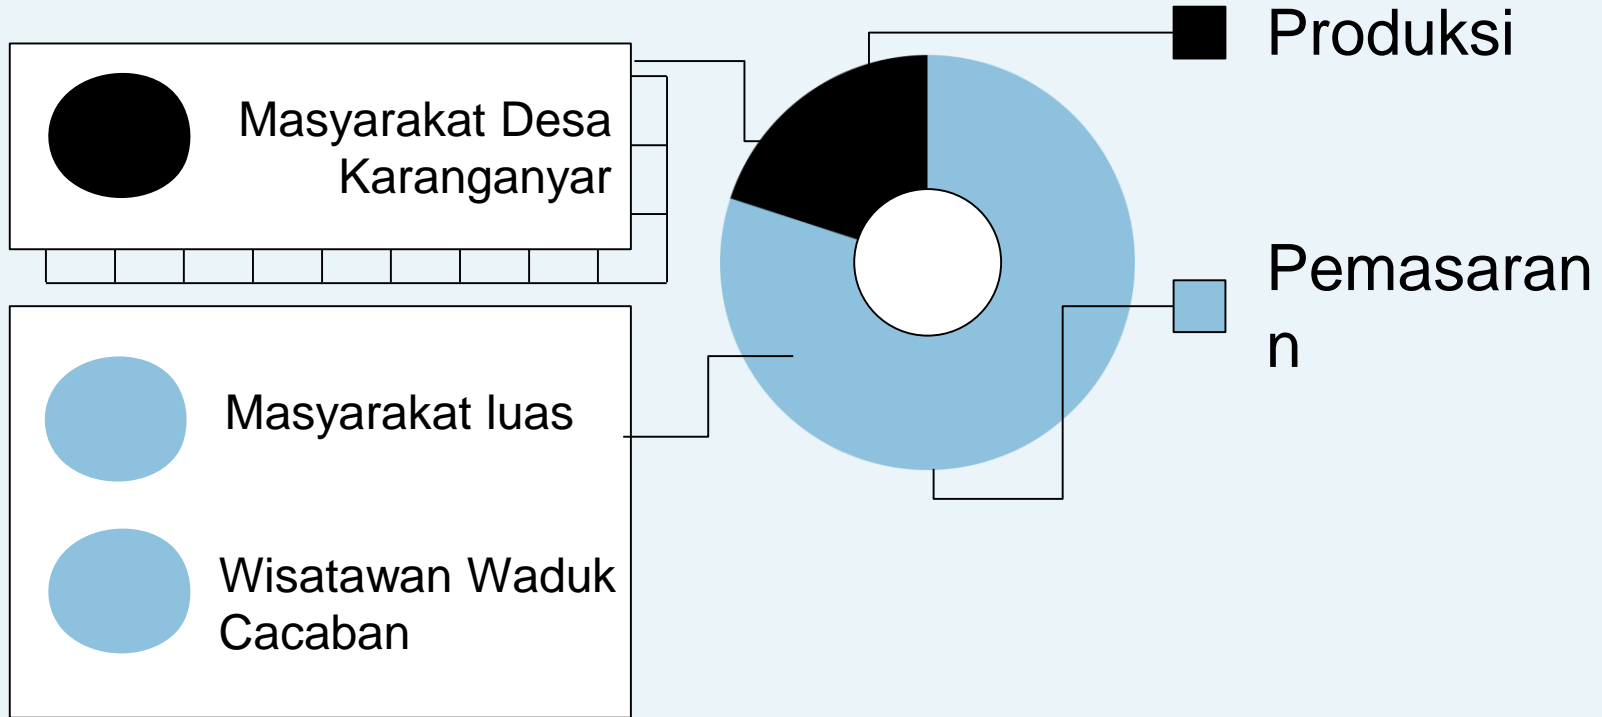 Masyarakat Desa
Karanganyar
Masyarakat luas
Wisatawan Waduk
Cacaban
Produksi
Pemasaran
n